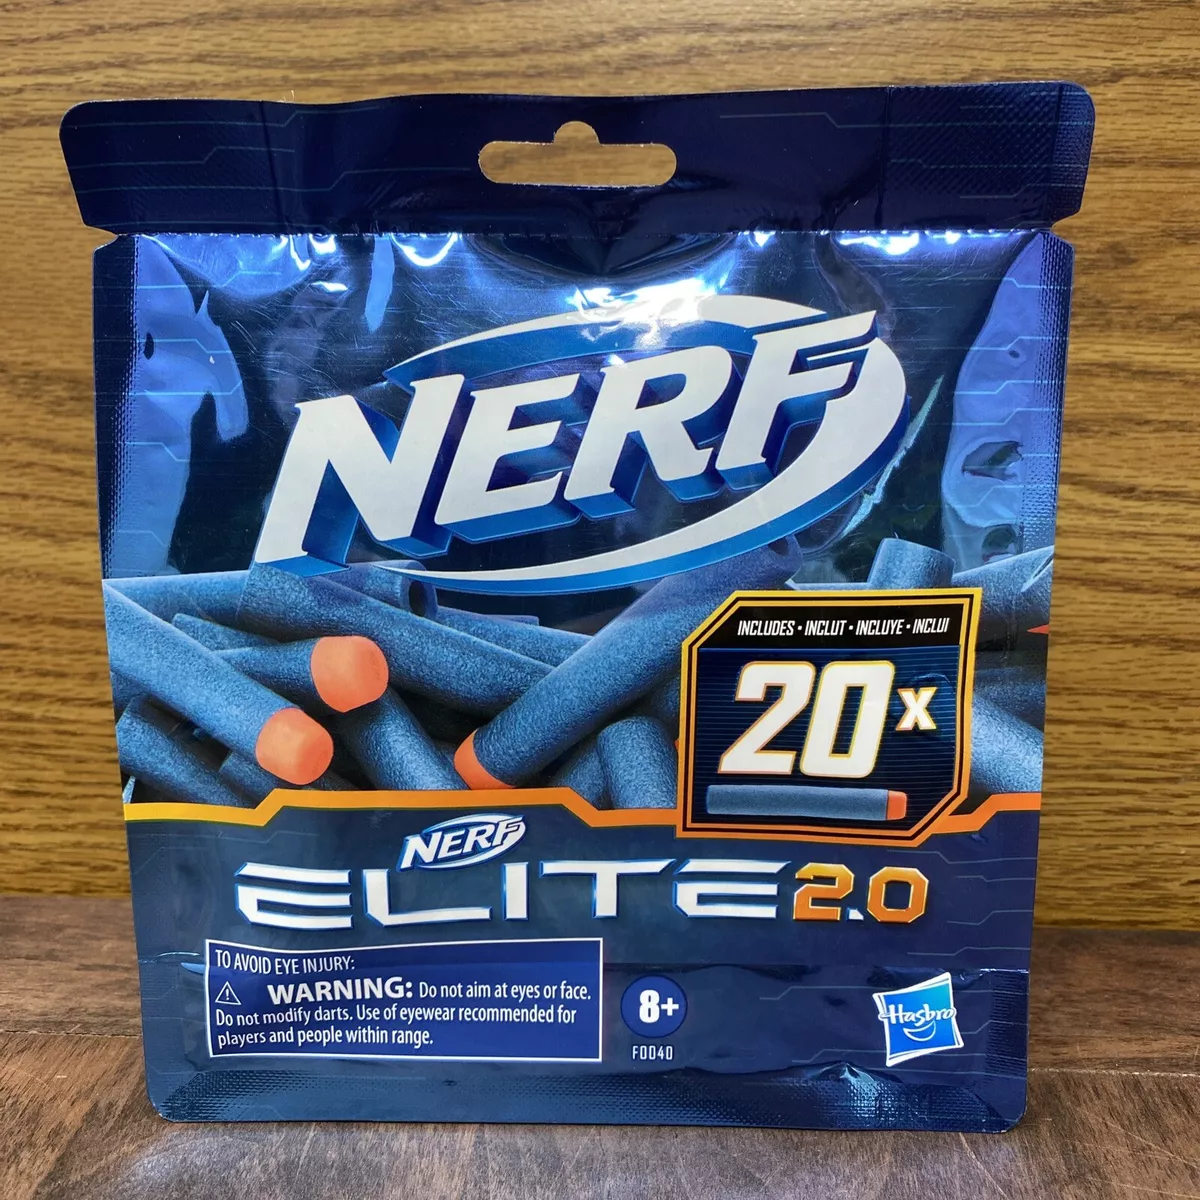 NERF
INCLUDES • INCLUT • INCLUYE • INCLUI
20x
NERF
ELITE 2.0
TO AVOID EYE INJURY:
WARNING: Do not aim at eyes or face.
Do not modify darts. Use of eyewear recommended for
players and people within range.
8+
F0040
Hasbro